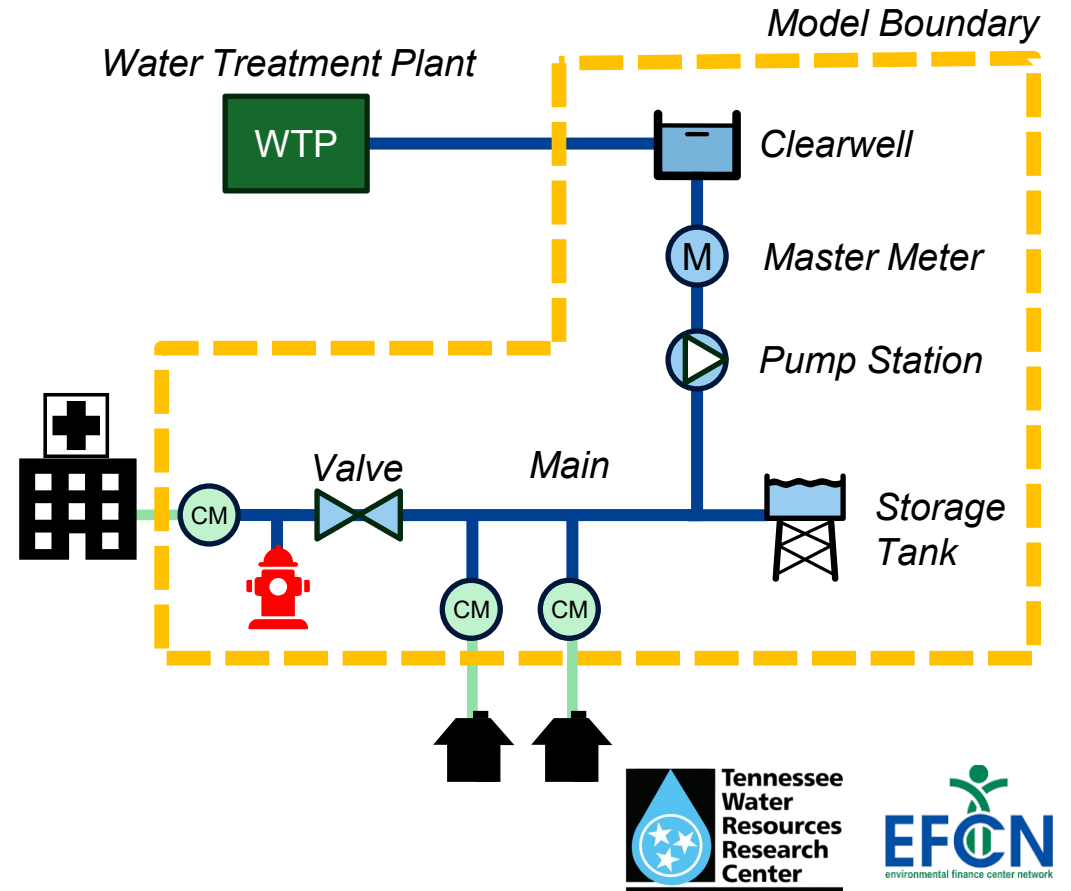 Model Boundary
Water Treatment Plant
WTP
Clearwell
M
Master Meter
Pump Station
Valve
Main
CM
Storage
Tank
CM
CM
Tennessee
Water
Resources
Research
Center
EFCN
environmental finance center network